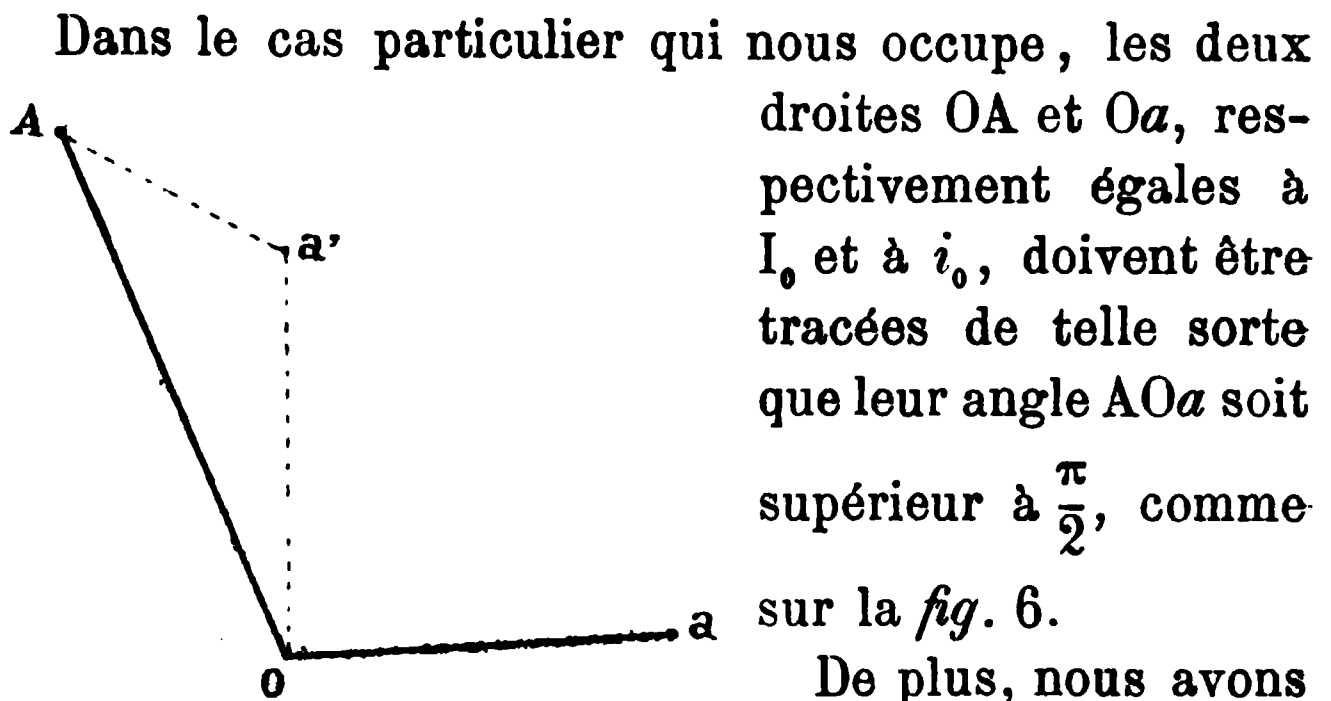 Dans le cas particulier qui nous occupe, les deux
droites OA et Oa, res-
pectivement égales à
I₀ et à i₀, doivent être
tracées de telle sorte
que leur angle AOa soit
supérieur à π/2, comme
sur la fig. 6.
De plus, nous avons
A
a'
O
a